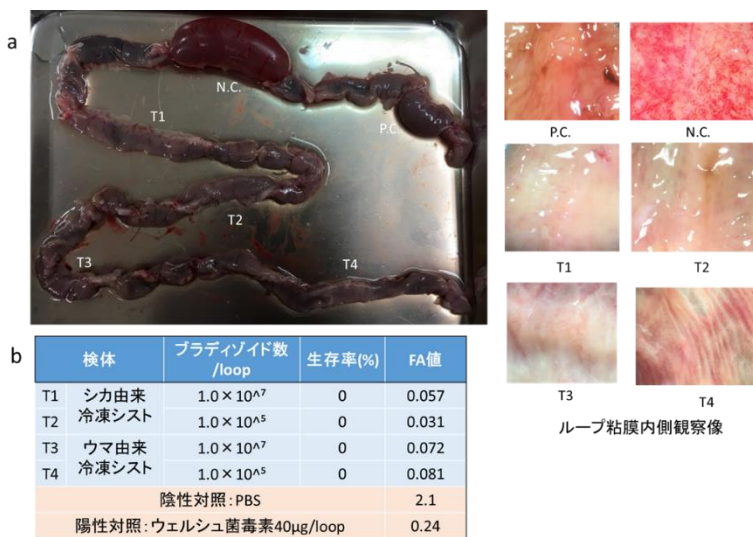 a
N.C.
P.C.
T1
T2
T3
T4
P.C. N.C.
T1 T2
T3 T4
ループ粘膜内側観察像
b
検体 ブラディゾイド数/loop 生存率(%) FA値
T1 シカ由来冷凍シスト 1.0×10^⁷ 0 0.057
T2 1.0×10^⁵ 0 0.031
T3 ウマ由来冷凍シスト 1.0×10^⁷ 0 0.072
T4 1.0×10^⁵ 0 0.081
陰性対照:PBS 2.1
陽性対照:ウェルシュ菌毒素40μg/loop 0.24